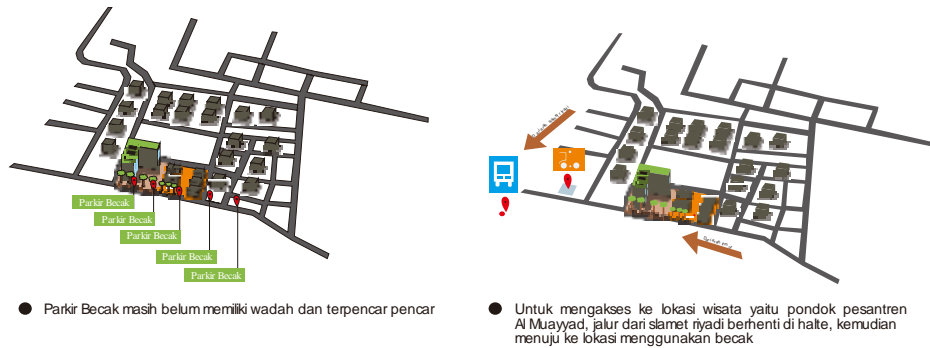 Parkir Becak
Parkir Becak
Parkir Becak
Parkir Becak
Parkir Becak
Parkir Becak masih belum memiliki wadah dan terpencar pencar
Untuk mengakses ke lokasi wisata yaitu pondok pesantren
Al Muayyad, jalur dari slamet riyadi berhenti di halte, kemudian
menuju ke lokasi menggunakan becak